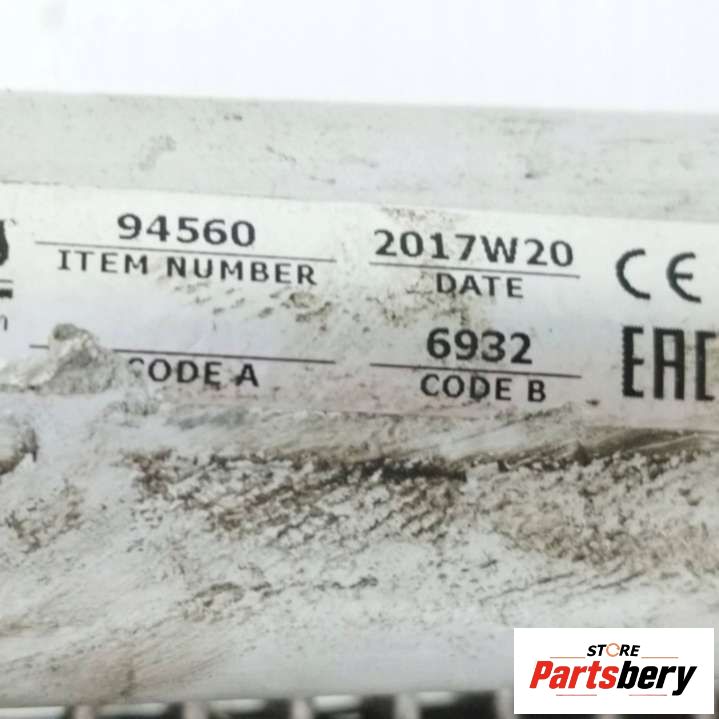 94560
ITEM NUMBER
2017W20
DATE
CE
6932
CODE A
CODE B
EAC
STORE
Partsbery